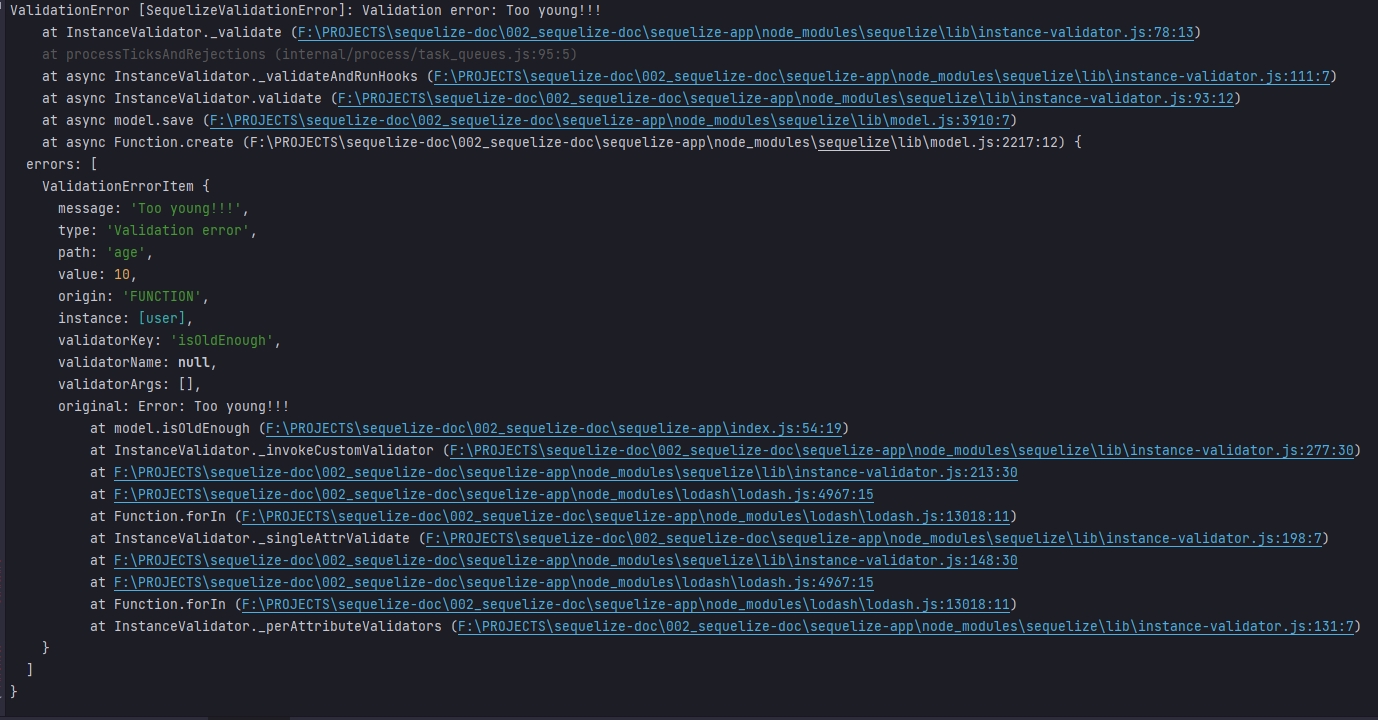 ValidationError [SequelizeValidationError]: Validation error: Too young!!!
    at InstanceValidator._validate (F:\PROJECTS\sequelize-doc\002_sequelize-doc\sequelize-app\node_modules\sequelize\lib\instance-validator.js:78:13)
    at processTicksAndRejections (internal/process/task_queues.js:95:5)
    at async InstanceValidator._validateAndRunHooks (F:\PROJECTS\sequelize-doc\002_sequelize-doc\sequelize-app\node_modules\sequelize\lib\instance-validator.js:111:7)
    at async InstanceValidator.validate (F:\PROJECTS\sequelize-doc\002_sequelize-doc\sequelize-app\node_modules\sequelize\lib\instance-validator.js:93:12)
    at async model.save (F:\PROJECTS\sequelize-doc\002_sequelize-doc\sequelize-app\node_modules\sequelize\lib\model.js:3910:7)
    at async Function.create (F:\PROJECTS\sequelize-doc\002_sequelize-doc\sequelize-app\node_modules\sequelize\lib\model.js:2217:12) {
  errors: [
    ValidationErrorItem {
      message: 'Too young!!!',
      type: 'Validation error',
      path: 'age',
      value: 10,
      origin: 'FUNCTION',
      instance: [user],
      validatorKey: 'isOldEnough',
      validatorName: null,
      validatorArgs: [],
      original: Error: Too young!!!
          at model.isOldEnough (F:\PROJECTS\sequelize-doc\002_sequelize-doc\sequelize-app\index.js:54:19)
          at InstanceValidator._invokeCustomValidator (F:\PROJECTS\sequelize-doc\002_sequelize-doc\sequelize-app\node_modules\sequelize\lib\instance-validator.js:277:30)
          at F:\PROJECTS\sequelize-doc\002_sequelize-doc\sequelize-app\node_modules\sequelize\lib\instance-validator.js:213:30
          at F:\PROJECTS\sequelize-doc\002_sequelize-doc\sequelize-app\node_modules\lodash\lodash.js:4967:15
          at Function.forIn (F:\PROJECTS\sequelize-doc\002_sequelize-doc\sequelize-app\node_modules\lodash\lodash.js:13018:11)
          at InstanceValidator._singleAttrValidate (F:\PROJECTS\sequelize-doc\002_sequelize-doc\sequelize-app\node_modules\sequelize\lib\instance-validator.js:198:7)
          at F:\PROJECTS\sequelize-doc\002_sequelize-doc\sequelize-app\node_modules\sequelize\lib\instance-validator.js:148:30
          at F:\PROJECTS\sequelize-doc\002_sequelize-doc\sequelize-app\node_modules\lodash\lodash.js:4967:15
          at Function.forIn (F:\PROJECTS\sequelize-doc\002_sequelize-doc\sequelize-app\node_modules\lodash\lodash.js:13018:11)
          at InstanceValidator._perAttributeValidators (F:\PROJECTS\sequelize-doc\002_sequelize-doc\sequelize-app\node_modules\sequelize\lib\instance-validator.js:131:7)
    }
  ]
}